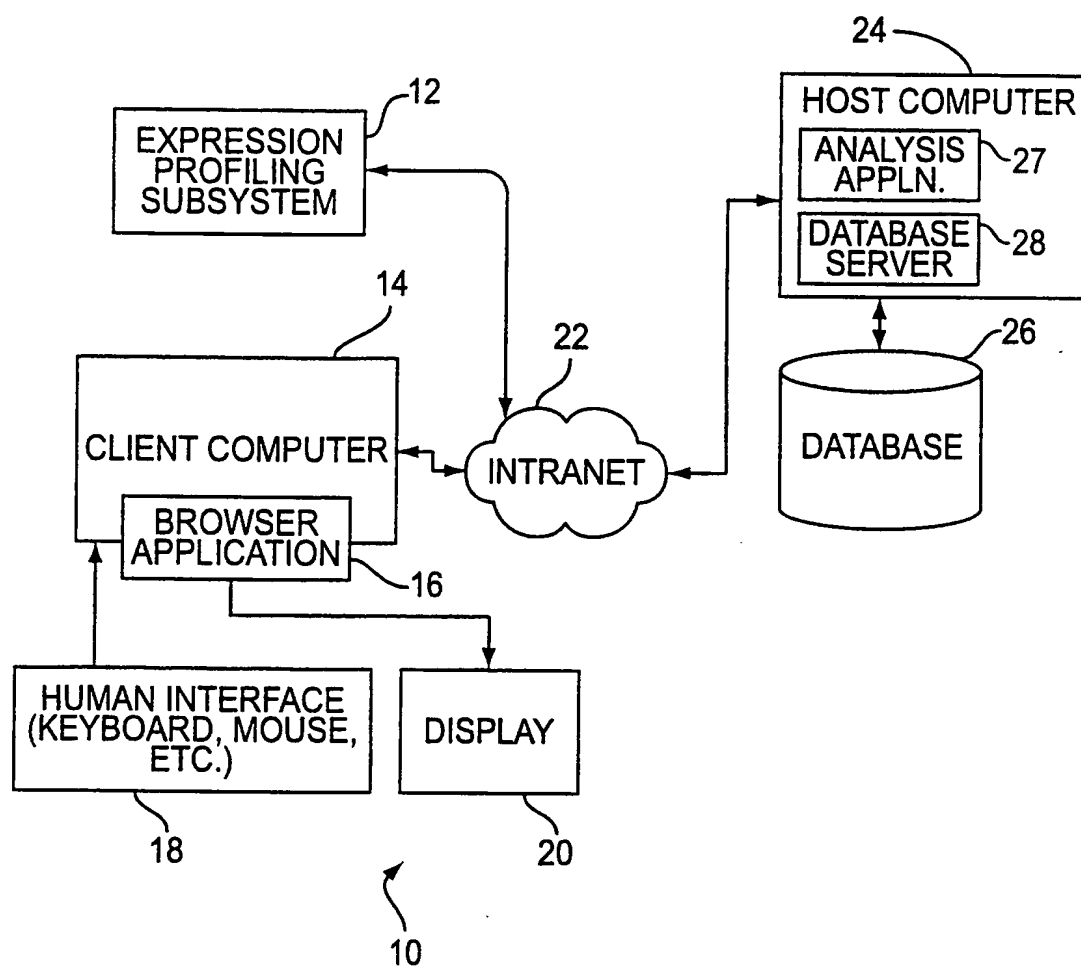 24
12
HOST COMPUTER
EXPRESSION
PROFILING
SUBSYSTEM
ANALYSIS
APPLN.
27
DATABASE
SERVER
28
14
22
26
CLIENT COMPUTER
INTRANET
DATABASE
BROWSER
APPLICATION
16
HUMAN INTERFACE
(KEYBOARD, MOUSE,
ETC.)
DISPLAY
18
20
10